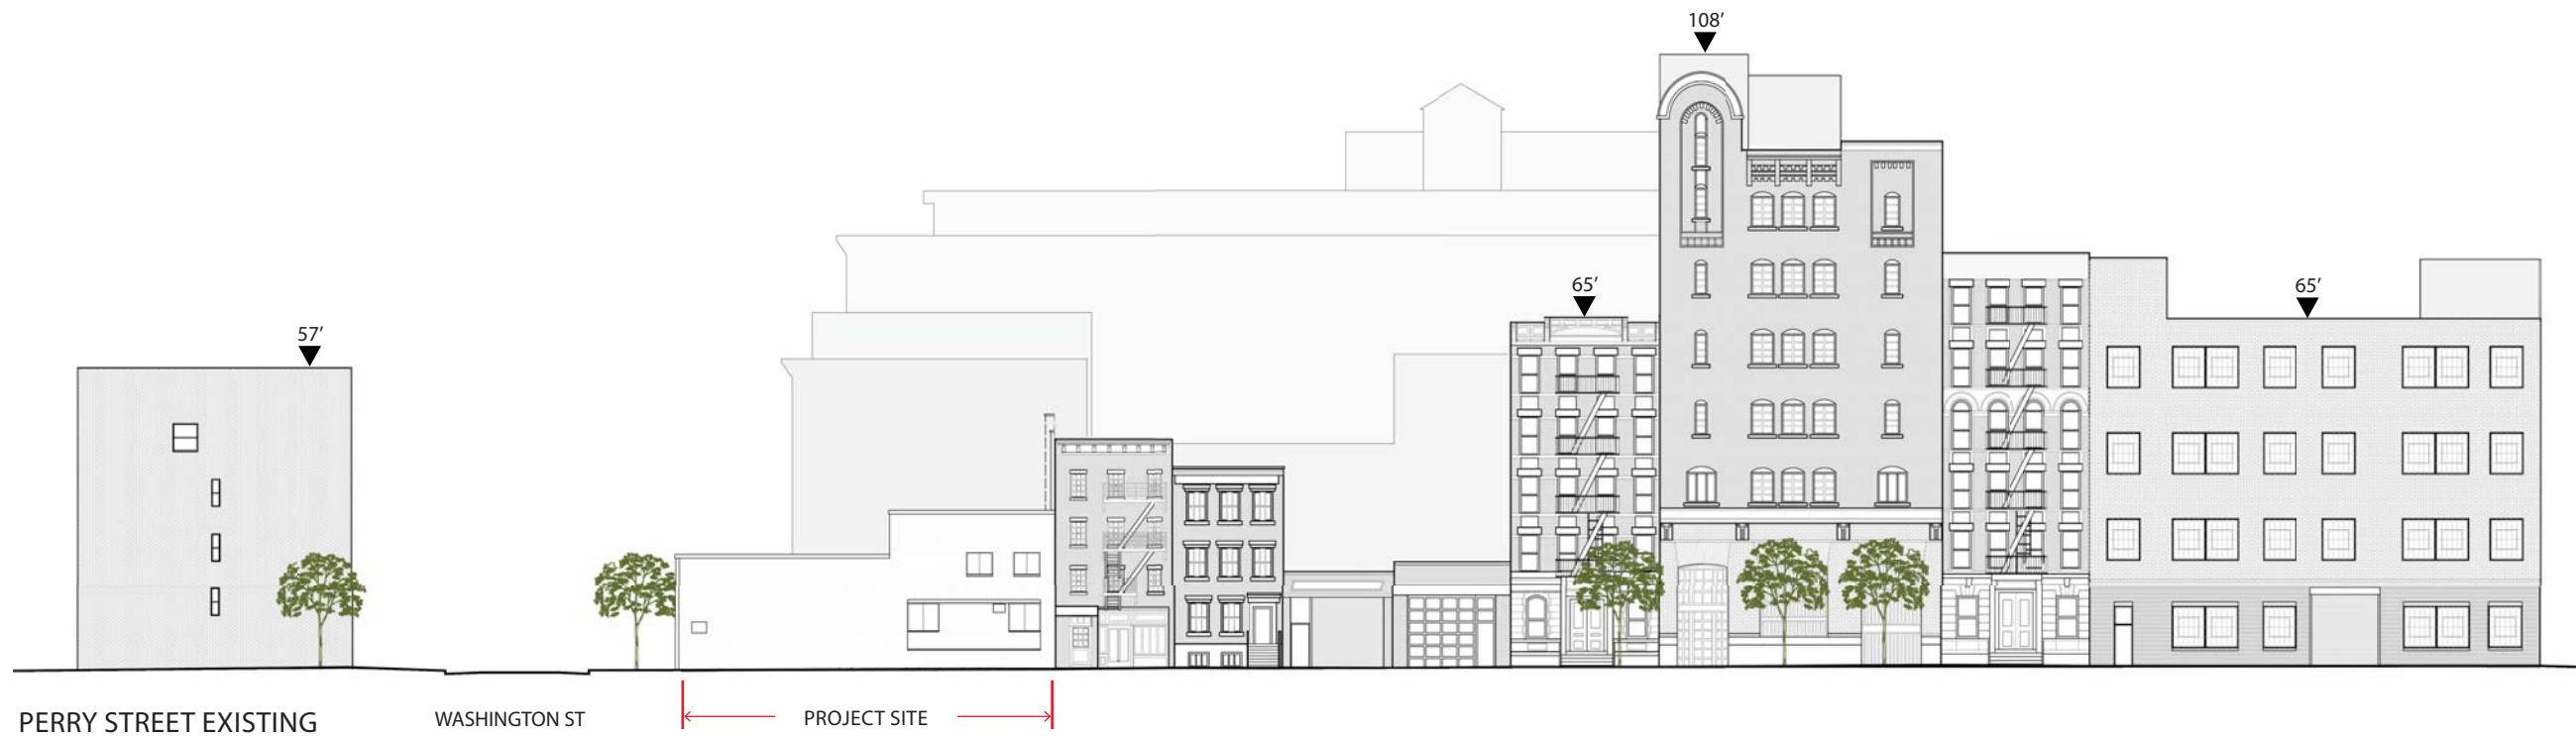 108’
65’
65’
57’
PERRY STREET EXISTING
WASHINGTON ST
PROJECT SITE